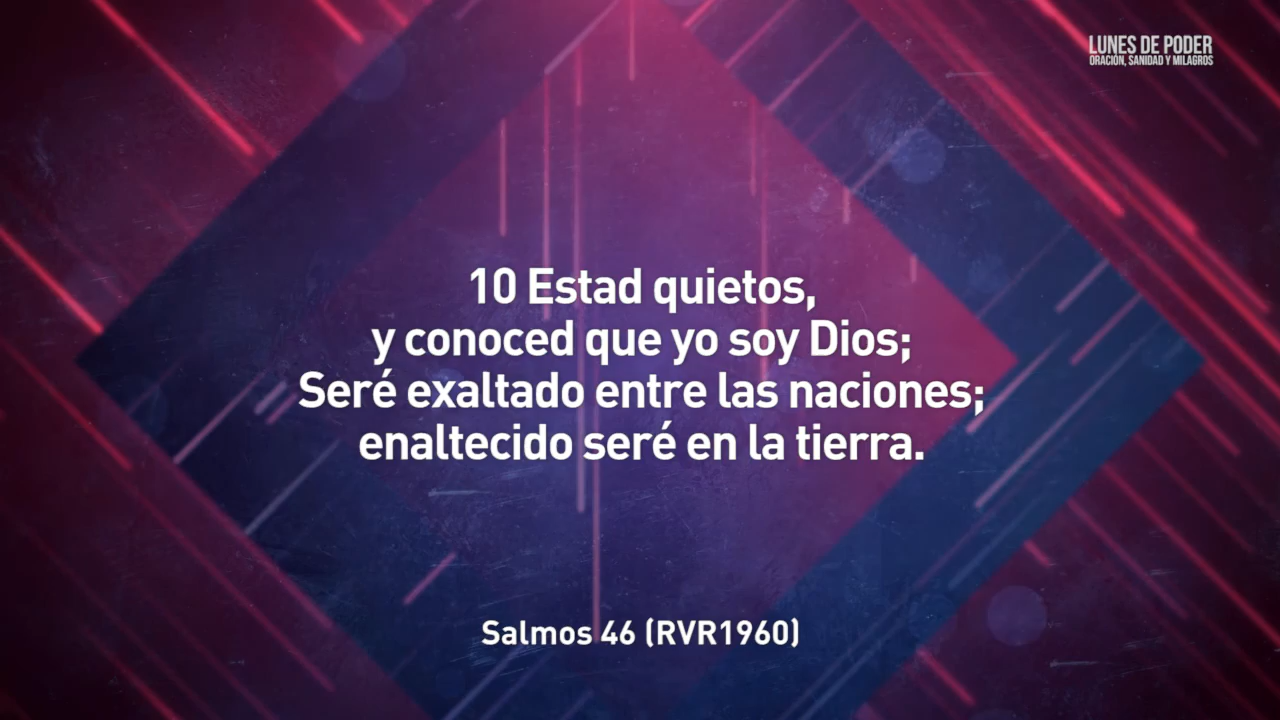 LUNES DE PODER
ORACIÓN, SANIDAD Y MILAGROS
10 Estad quietos,
y conoced que yo soy Dios;
Seré exaltado entre las naciones;
enaltecido seré en la tierra.
Salmos 46 (RVR1960)